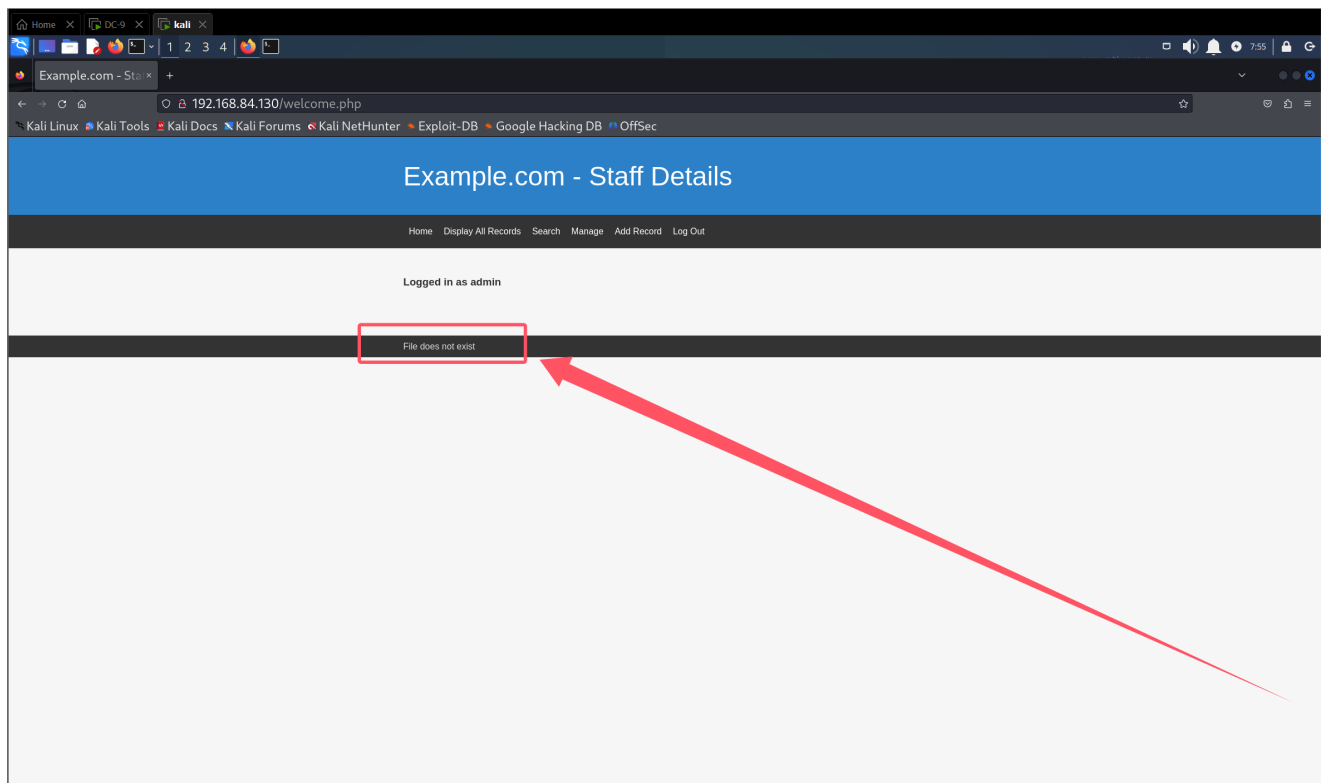 Home DC-9 kali
1 2 3 4 7:55
Example.com - Sta
192.168.84.130/welcome.php
Kali Linux Kali Tools Kali Docs Kali Forums Kali NetHunter Exploit-DB Google Hacking DB OffSec
Example.com - Staff Details
Home Display All Records Search Manage Add Record Log Out
Logged in as admin
File does not exist